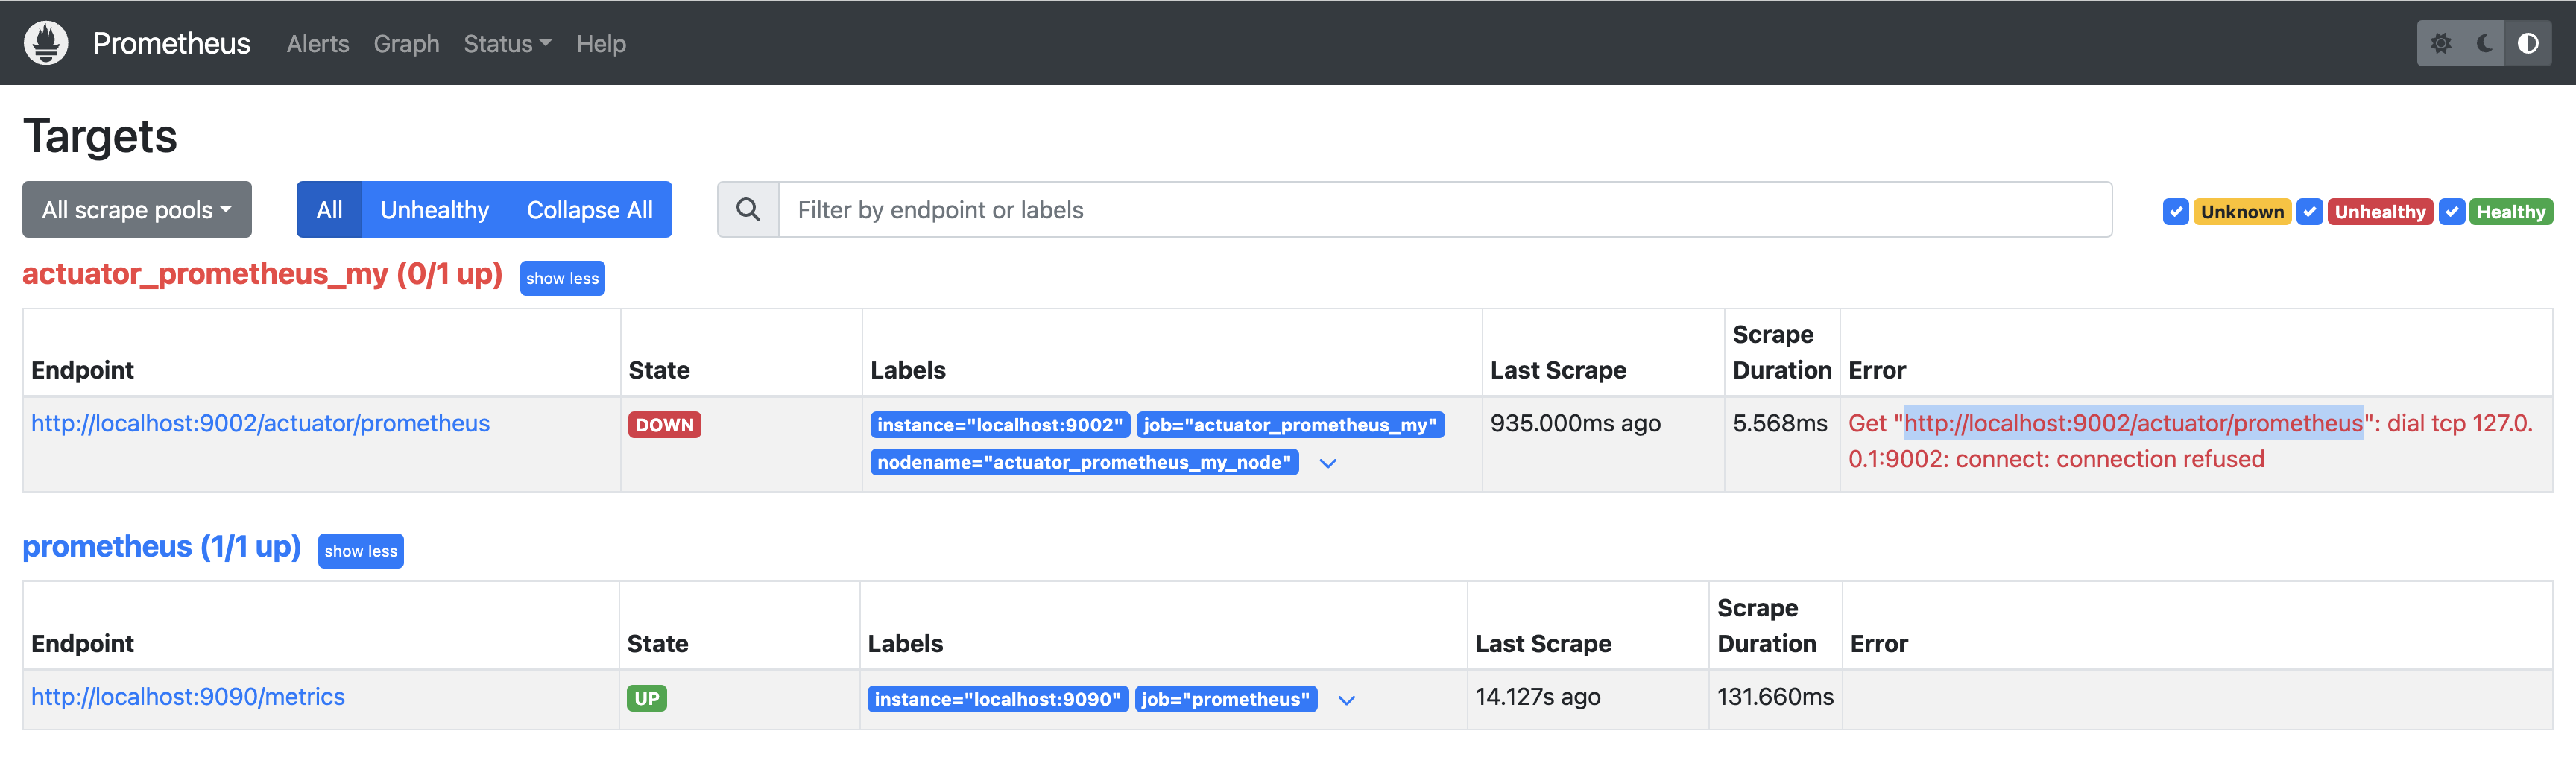 Prometheus Alerts Graph Status Help
Targets
All scrape pools All Unhealthy Collapse All Filter by endpoint or labels Unknown Unhealthy Healthy
actuator_prometheus_my (0/1 up) show less
Endpoint State Labels Last Scrape Scrape Duration Error
http://localhost:9002/actuator/prometheus DOWN instance="localhost:9002" job="actuator_prometheus_my" 935.000ms ago 5.568ms Get "http://localhost:9002/actuator/prometheus": dial tcp 127.0.
nodename="actuator_prometheus_my_node" 0.1:9002: connect: connection refused
prometheus (1/1 up) show less
Endpoint State Labels Last Scrape Scrape Duration Error
http://localhost:9090/metrics UP instance="localhost:9090" job="prometheus" 14.127s ago 131.660ms